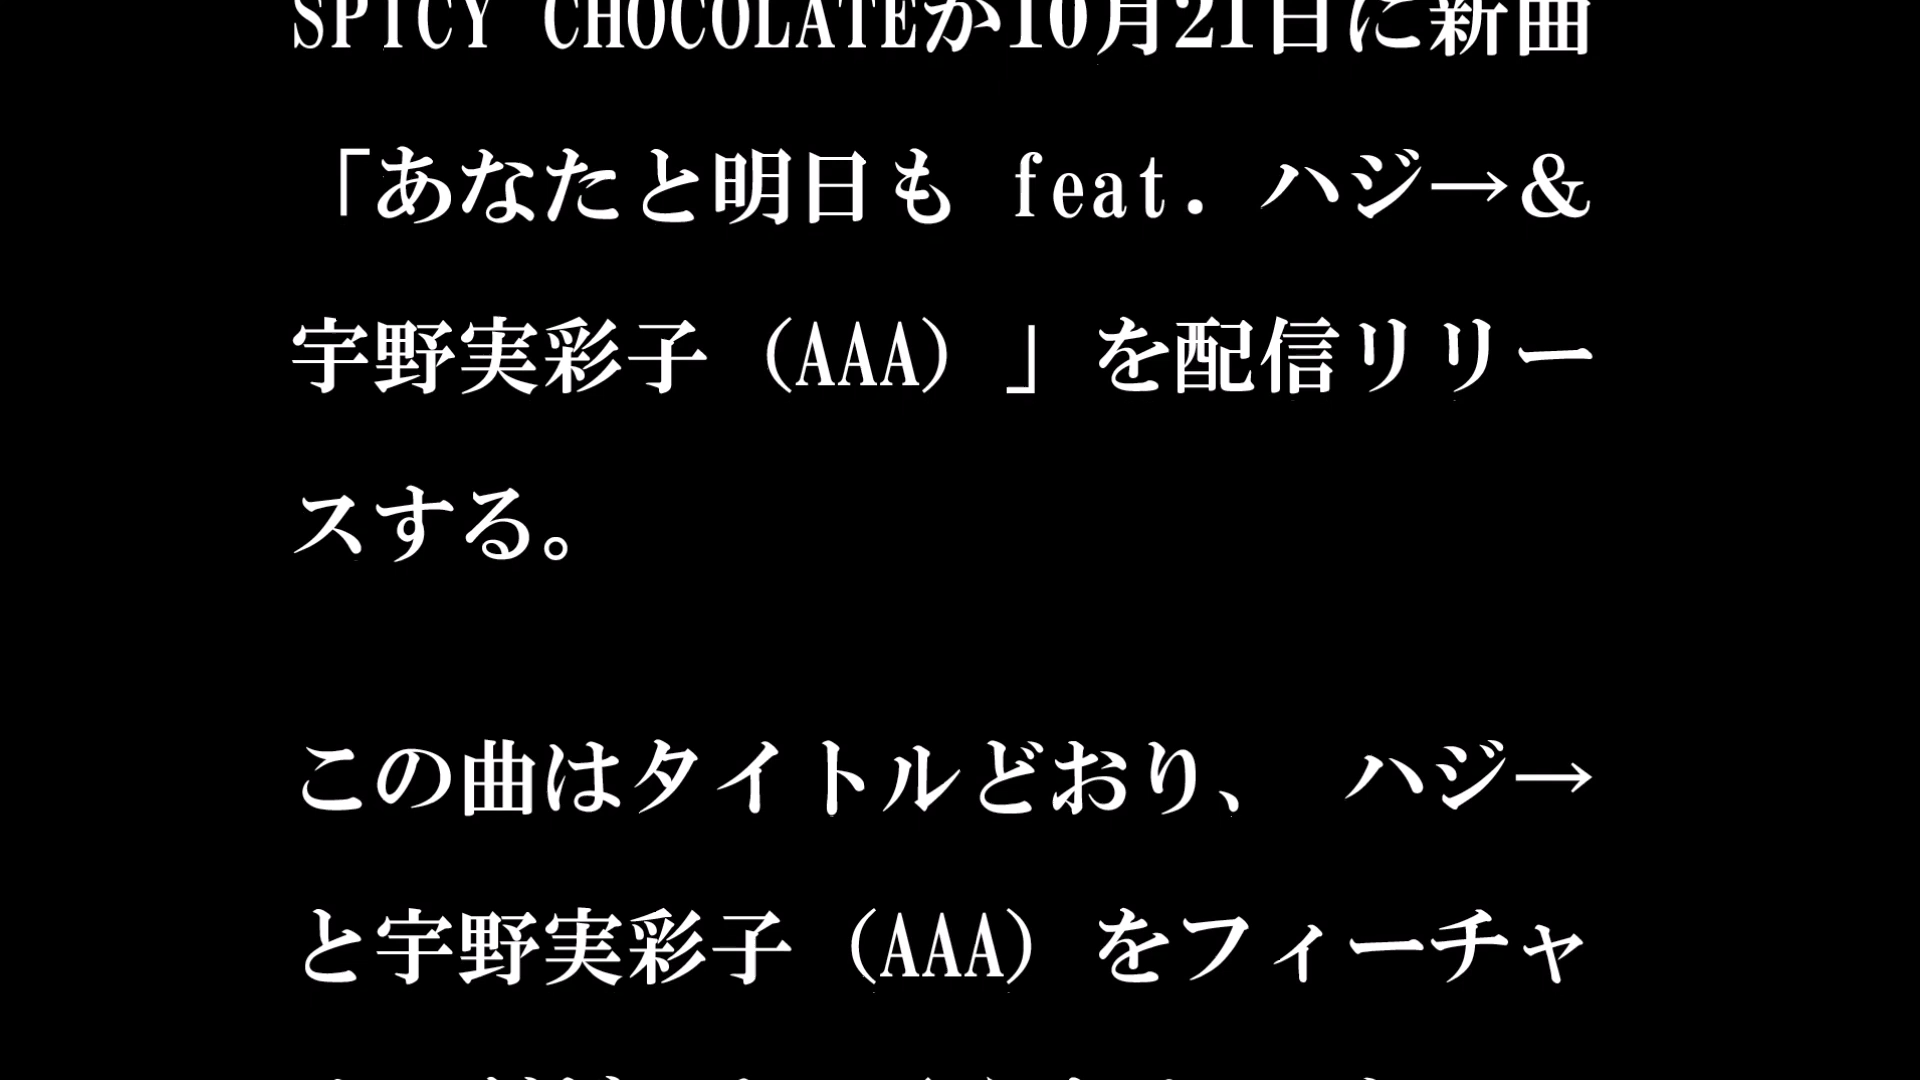 SPICY CHOCOLATEが10月21日に新曲
「あなたと明日も feat. ハジ→&
宇野実彩子 (AAA) 」を配信リリー
スする。
この曲はタイトルどおり、 ハジ→
と宇野実彩子 (AAA) をフィーチャ